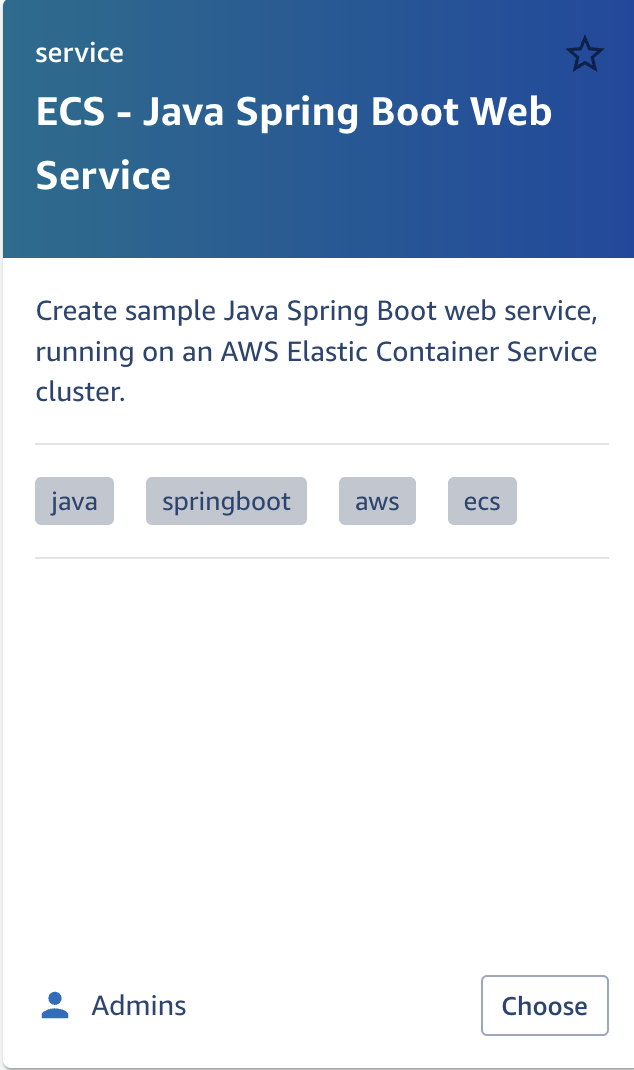 service
ECS - Java Spring Boot Web
Service
Create sample Java Spring Boot web service,
running on an AWS Elastic Container Service
cluster.
java springboot aws ecs
Admins Choose